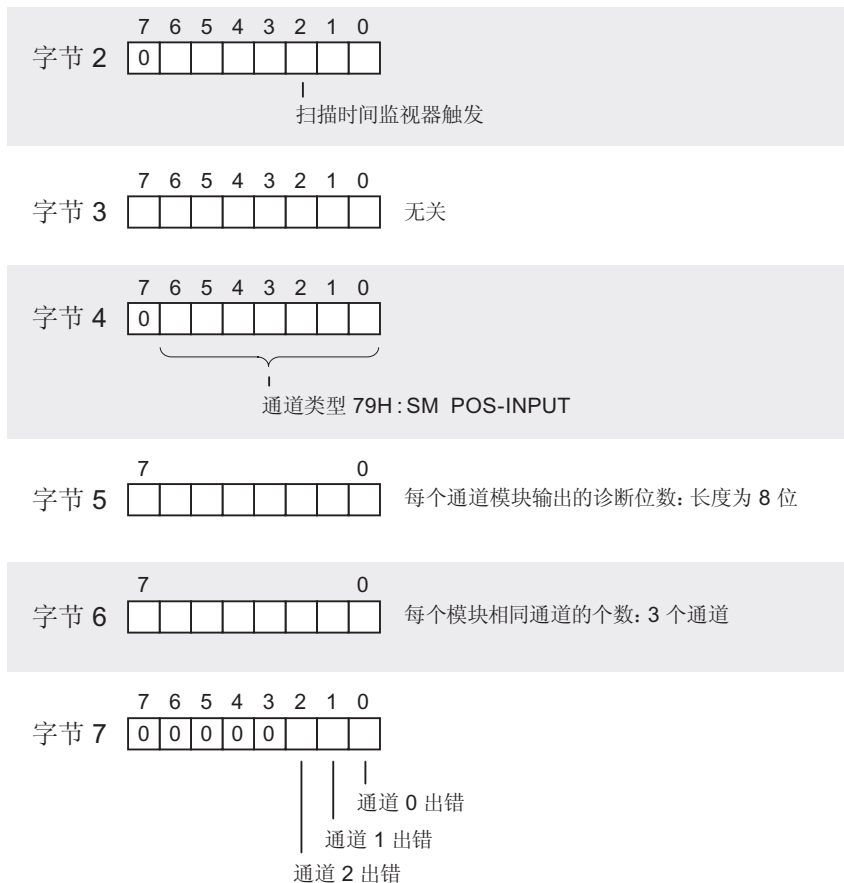 7 6 5 4 3 2 1 0
字节 2 0
扫描时间监视器触发
7 6 5 4 3 2 1 0
字节 3 无关
7 6 5 4 3 2 1 0
字节 4 0
通道类型 79H : SM POS-INPUT
7 0
字节 5 每个通道模块输出的诊断位数: 长度为 8 位
7 0
字节 6 每个模块相同通道的个数: 3 个通道
7 6 5 4 3 2 1 0
字节 7 0 0 0 0 0
通道 0 出错
通道 1 出错
通道 2 出错